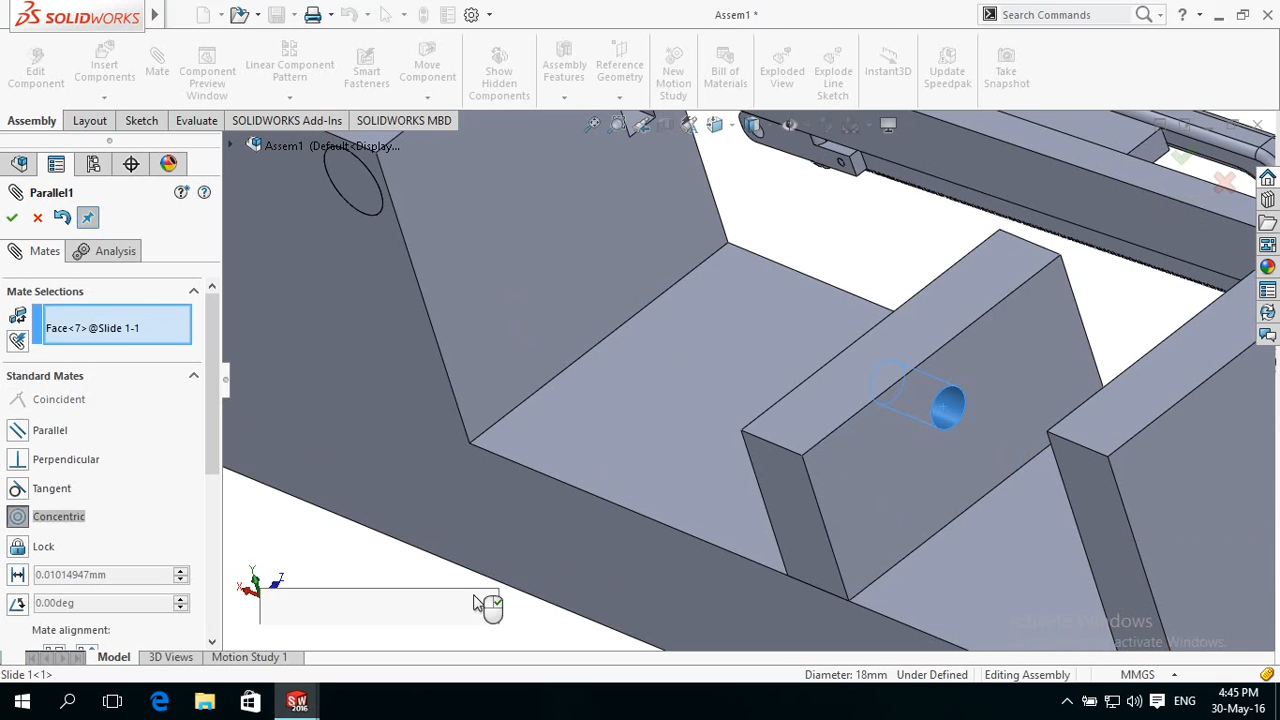 SOLIDWORKS
Assem1 *
Search Commands
Edit Component
Insert Components
Mate
Component Preview Window
Linear Component Pattern
Smart Fasteners
Move Component
Show Hidden Components
Assembly Features
Reference Geometry
New Motion Study
Bill of Materials
Exploded View
Explode Line Sketch
Instant3D
Update Speedpak
Take Snapshot
Assembly Layout Sketch Evaluate SOLIDWORKS Add-Ins SOLIDWORKS MBD
Assem1 (Default<Display...
Parallel1
Mates Analysis
Mate Selections
Face<7>@Slide 1-1
Standard Mates
Coincident
Parallel
Perpendicular
Tangent
Concentric
Lock
0.01014947mm
0.00deg
Mate alignment:
Y
X
Z
Activate Windows
Model 3D Views Motion Study 1
Slide 1<1> Diameter: 18mm Under Defined Editing Assembly MMGS
SW
2016
ENG
4:45 PM
30-May-16